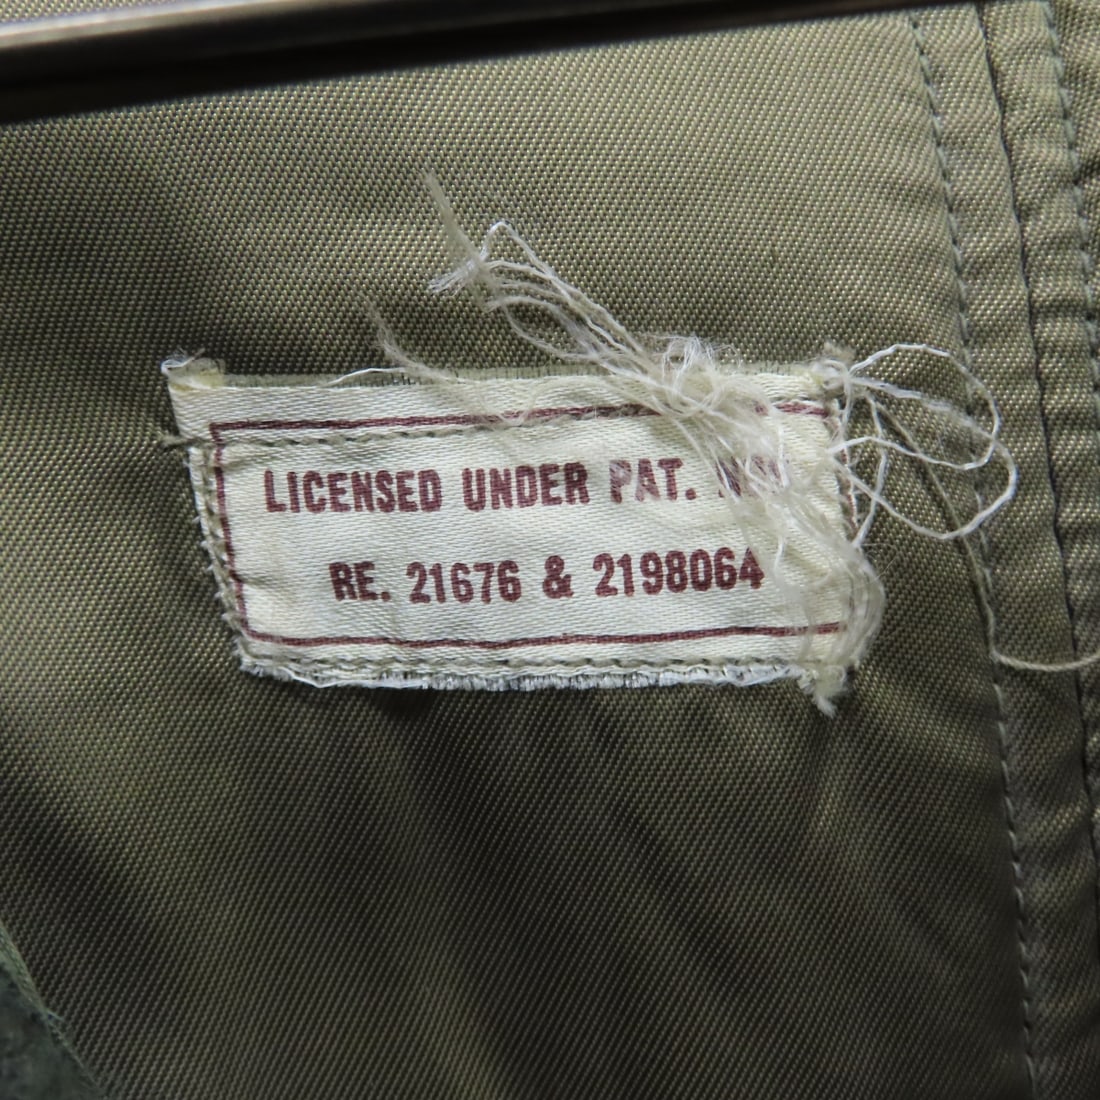 LICENSED UNDER PAT.
RE. 21676 & 2198064